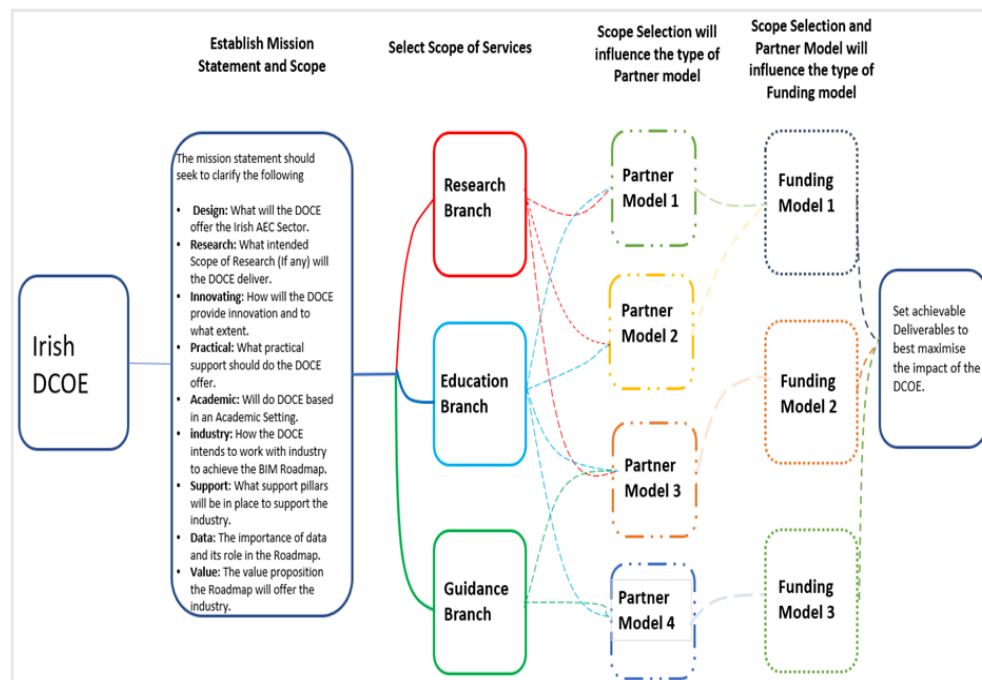 Establish Mission
Statement and Scope
Select Scope of Services
Scope Selection will
influence the type of
Partner model
Scope Selection and
Partner Model will
influence the type of
Funding model
Irish
DCOE
The mission statement should
seek to clarify the following
• Design: What will the DOCE
offer the Irish AEC Sector.
• Research: What intended
Scope of Research (If any) will
the DOCE deliver.
• Innovating: How will the DOCE
provide innovation and to
what extent.
• Practical: What practical
support should do the DOCE
offer.
• Academic: Will do DOCE based
in an Academic Setting.
• industry: How the DOCE
intends to work with industry
to achieve the BIM Roadmap.
• Support: What support pillars
will be in place to support the
industry.
• Data: The importance of data
and its role in the Roadmap.
• Value: The value proposition
the Roadmap will offer the
industry.
Research
Branch
Education
Branch
Guidance
Branch
Partner
Model 1
Partner
Model 2
Partner
Model 3
Partner
Model 4
Funding
Model 1
Funding
Model 2
Funding
Model 3
Set achievable
Deliverables to
best maximise
the impact of the
DCOE.